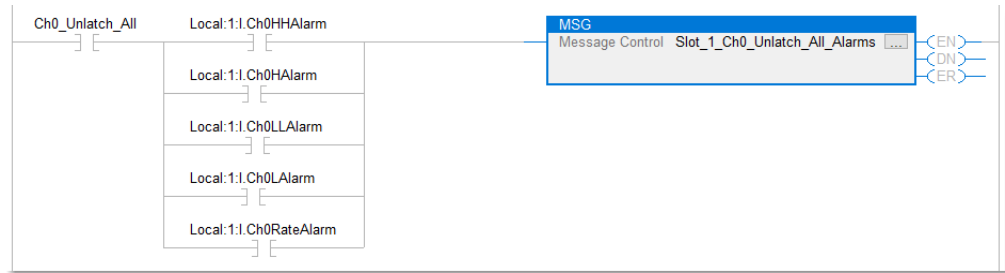 Ch0_Unlatch_All Local:1:I.Ch0HHAlarm MSG
Message Control Slot_1_Ch0_Unlatch_All_Alarms ... EN
DN
ER
Local:1:I.Ch0HAlarm
Local:1:I.Ch0LLAlarm
Local:1:I.Ch0LAlarm
Local:1:I.Ch0RateAlarm